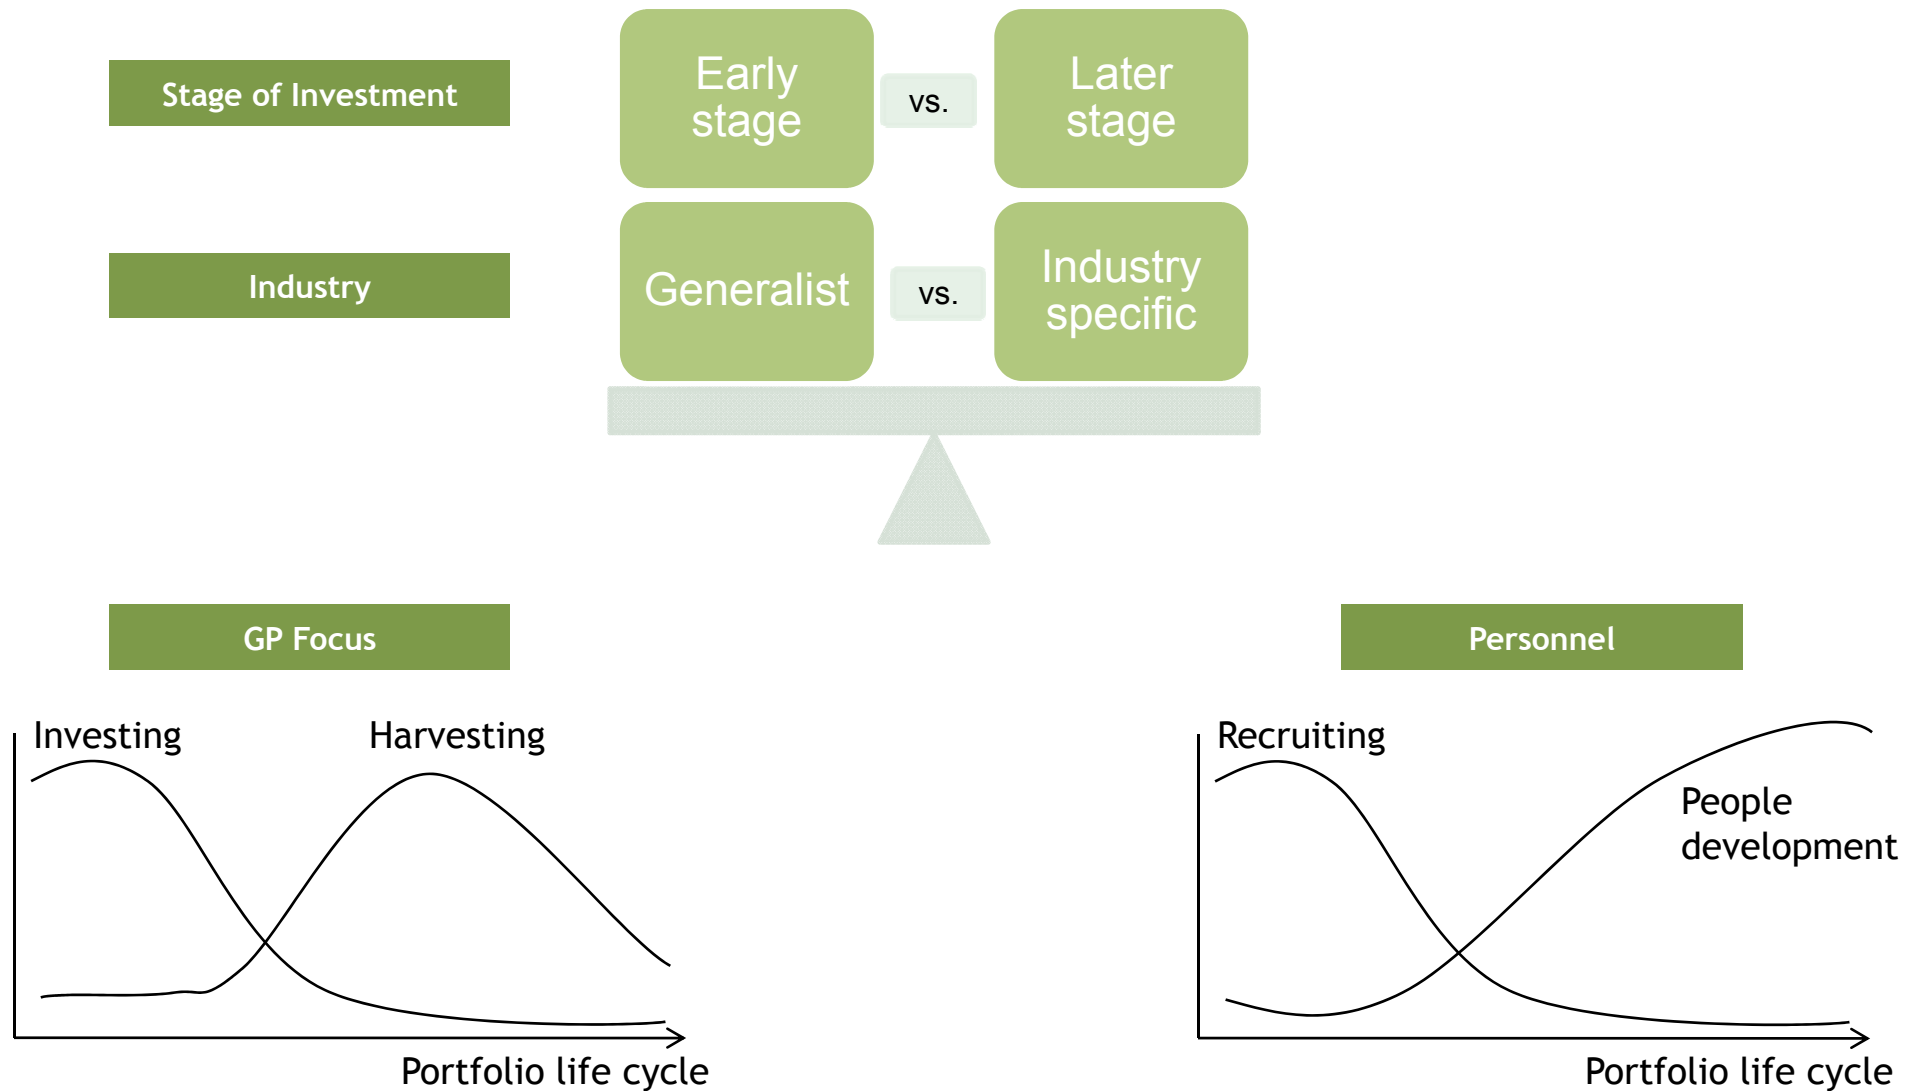 Stage of Investment
Early
stage
vs.
Later
stage
Industry
Generalist
vs.
Industry
specific
GP Focus
Investing
Harvesting
Portfolio life cycle
Personnel
Recruiting
People
development
Portfolio life cycle